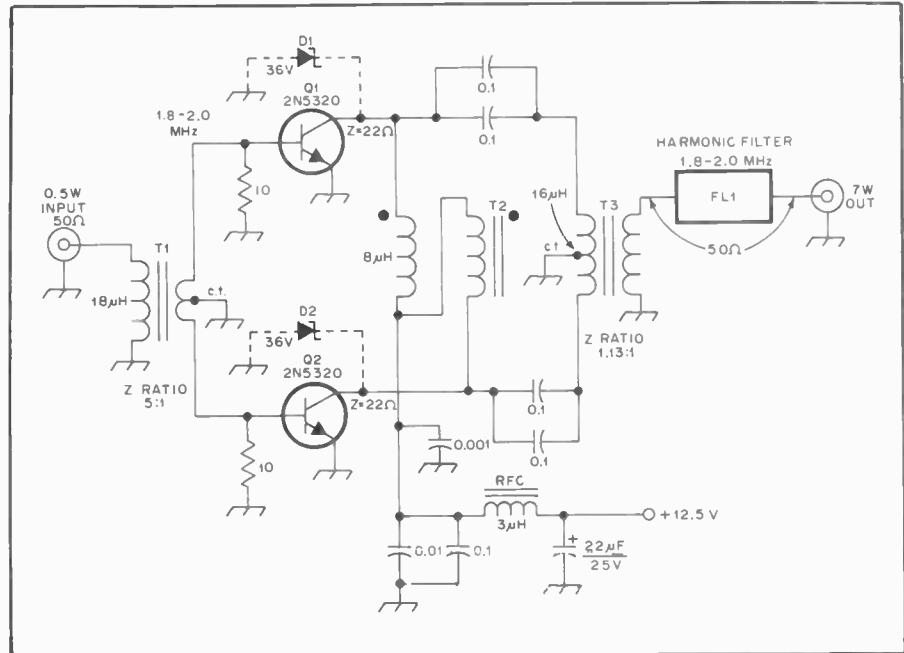 D1
36V
Q1
2N5320
Z=22Ω
0.1
0.1
1.8-2.0
MHz
10
0.5W
INPUT
50Ω
T1
18µH
c.t.
Z RATIO
5:1
8µH
T2
16µH
c.t
T3
Z RATIO
1.13:1
HARMONIC FILTER
1.8-2.0 MHz
FL1
50Ω
7W
OUT
D2
36V
Q2
2N5320
Z=22Ω
10
0.1
0.1
0.001
RFC
3µH
+12.5 V
0.01
0.1
+
22µF
25V